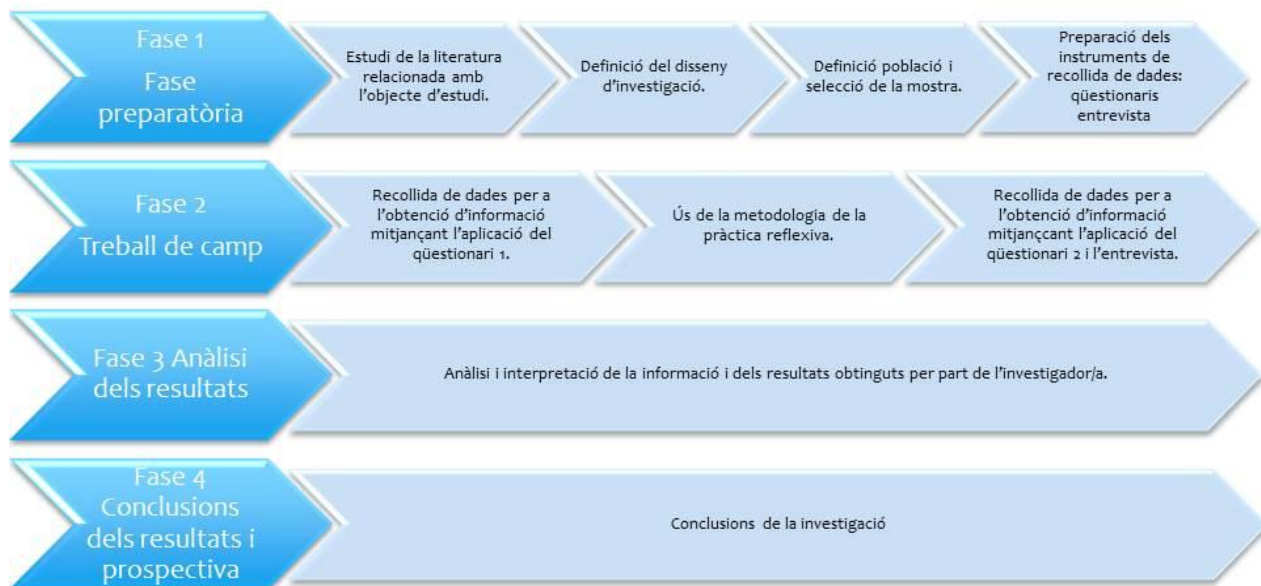 Fase 1
Fase
preparatòria
Estudi de la literatura
relacionada amb
l'objecte d'estudi.
Definició del disseny
d'investigació.
Definició població i
selecció de la mostra.
Preparació dels
instruments de
recollida de dades:
qüestionaris
entrevista
Fase 2
Treball de camp
Recollida de dades per a
l'obtenció d'informació
mitjançant l'aplicació del
qüestionari 1.
Ús de la metodologia de la
pràctica reflexiva.
Recollida de dades per a
l'obtenció d'informació
mitjançcant l'aplicació del
qüestionari 2 i l'entrevista.
Fase 3 Anàlisi
dels resultats
Anàlisi i interpretació de la informació i dels resultats obtinguts per part de l'investigador/a.
Fase 4
Conclusions
dels resultats i
prospectiva
Conclusions de la investigació